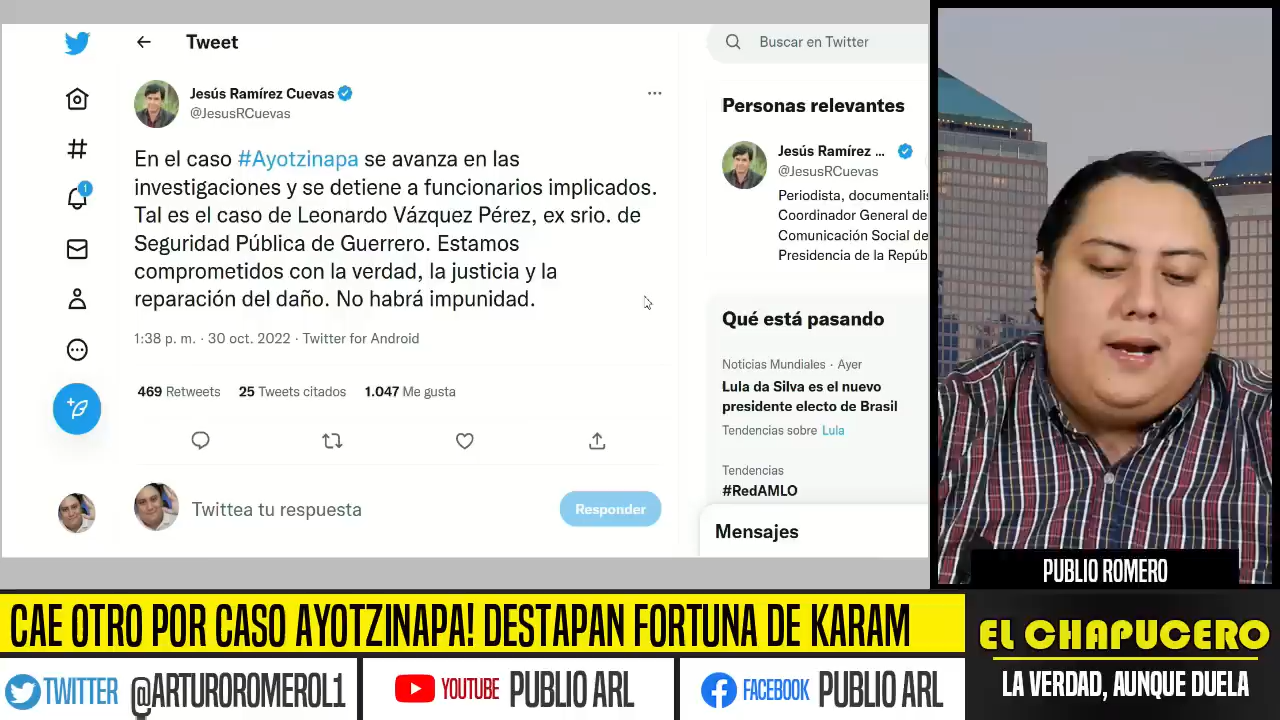 Tweet
Jesús Ramírez Cuevas
@JesusRCuevas
En el caso #Ayotzinapa se avanza en las
investigaciones y se detiene a funcionarios implicados.
Tal es el caso de Leonardo Vázquez Pérez, ex srio. de
Seguridad Pública de Guerrero. Estamos
comprometidos con la verdad, la justicia y la
reparación del daño. No habrá impunidad.
1:38 p. m. · 30 oct. 2022 · Twitter for Android
469 Retweets 25 Tweets citados 1.047 Me gusta
Twittea tu respuesta
Responder
1
Buscar en Twitter
Personas relevantes
Jesús Ramírez ...
@JesusRCuevas
Periodista, documentalis
Coordinador General de
Comunicación Social de
Presidencia de la Repúb
Qué está pasando
Noticias Mundiales · Ayer
Lula da Silva es el nuevo
presidente electo de Brasil
Tendencias sobre Lula
Tendencias
#RedAMLO
Mensajes
PUBLIO ROMERO
CAE OTRO POR CASO AYOTZINAPA! DESTAPAN FORTUNA DE KARAM
EL CHAPUCERO
LA VERDAD, AUNQUE DUELA
TWITTER @ARTUROROMEROL1
YOUTUBE PUBLIO ARL
FACEBOOK PUBLIO ARL